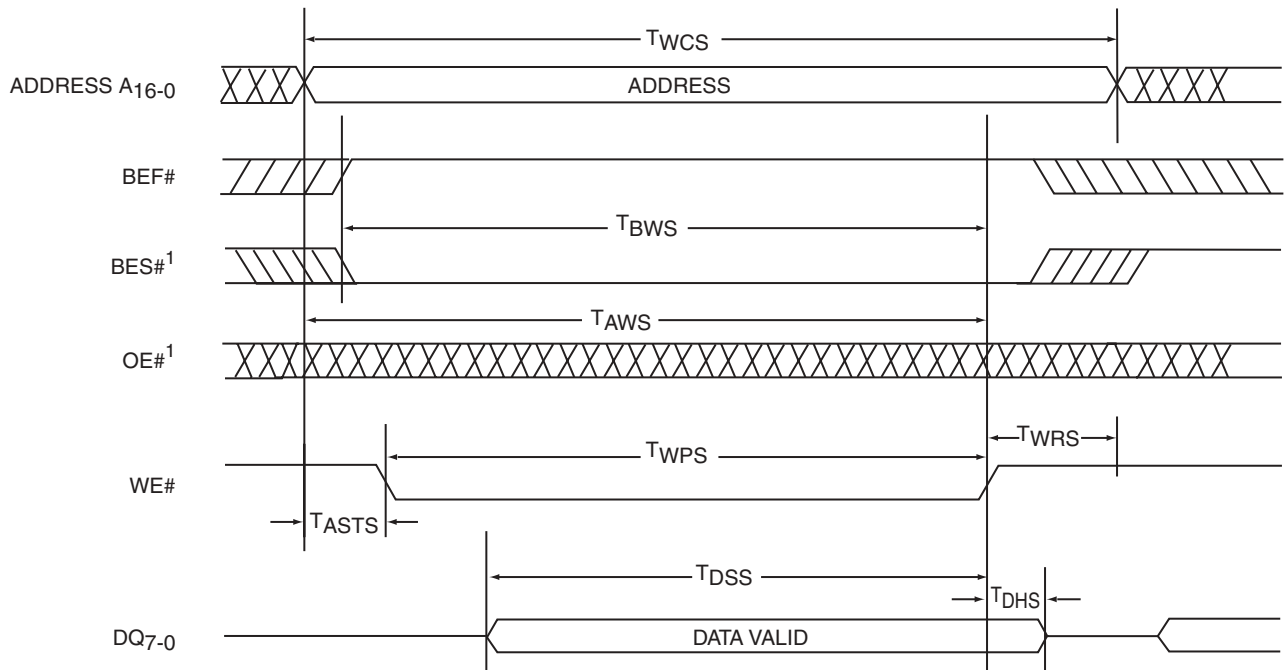 TWCS
ADDRESS A16-0
ADDRESS
BEF#
TBWS
BES#1
TAWS
OE#1
TWRS
TWPS
WE#
TASTS
TDSS
TDHS
DQ7-0
DATA VALID